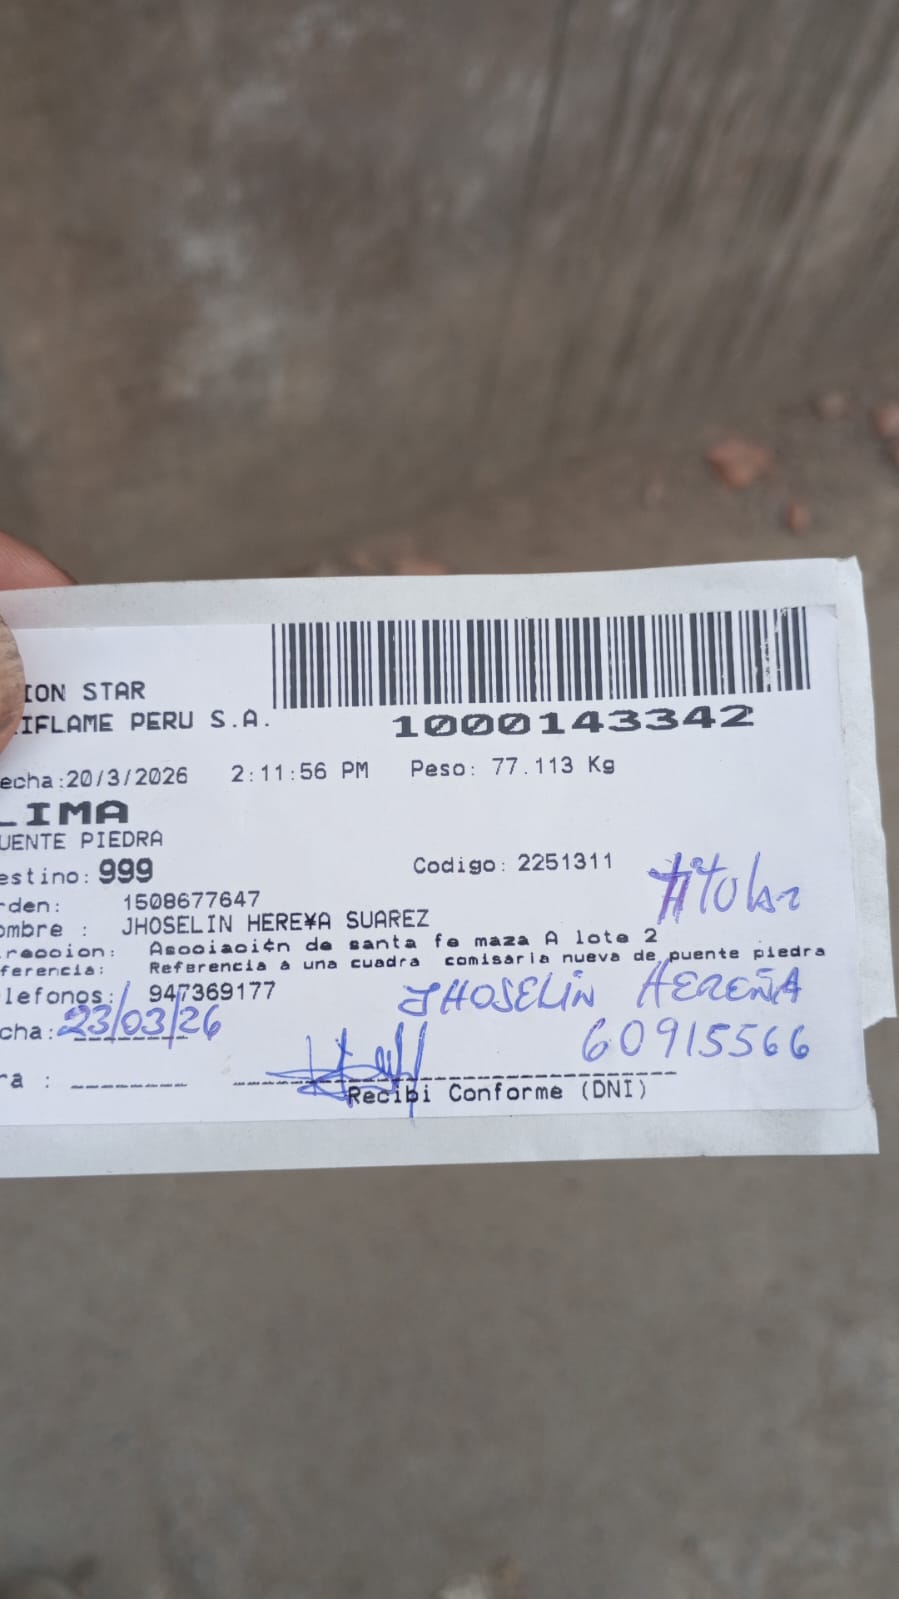 ION STAR
IFLAME PERU S.A.
1000143342
echa:20/3/2026 2:11:56 PM Peso: 77.113 Kg
LIMA
UENTE PIEDRA
estino: 999 Codigo: 2251311
Titular
rden: 1508677647
ombre : JHOSELIN HERE¥A SUAREZ
reccion: Asociaci¢n de santa fe maza A lote 2
ferencia: Referencia a una cuadra comisaria nueva de puente piedra
lefonos: 947369177
JHOSELIN HEREÑA
cha: 23/03/26
60915566
ra :
Recibi Conforme (DNI)